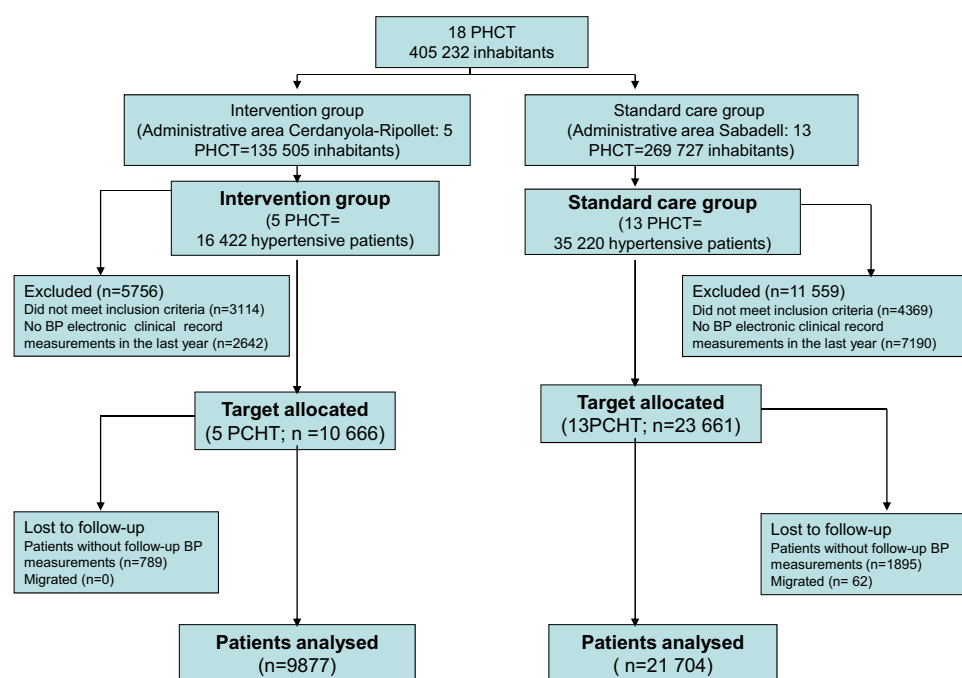 18 PHCT
405 232 inhabitants
Intervention group
(Administrative area Cerdanyola-Ripollet: 5
PHCT=135 505 inhabitants)
Standard care group
(Administrative area Sabadell: 13
PHCT=269 727 inhabitants)
Intervention group
(5 PHCT=
16 422 hypertensive patients)
Standard care group
(13 PHCT=
35 220 hypertensive patients)
Excluded (n=5756)
Did not meet inclusion criteria (n=3114)
No BP electronic clinical record
measurements in the last year (n=2642)
Excluded (n=11 559)
Did not meet inclusion criteria (n=4369)
No BP electronic clinical record
measurements in the last year (n=7190)
Target allocated
(5 PCHT; n =10 666)
Target allocated
(13PCHT; n=23 661)
Lost to follow-up
Patients without follow-up BP
measurements (n=789)
Migrated (n=0)
Lost to follow-up
Patients without follow-up BP
measurements (n=1895)
Migrated (n= 62)
Patients analysed
(n=9877)
Patients analysed
( n=21 704)